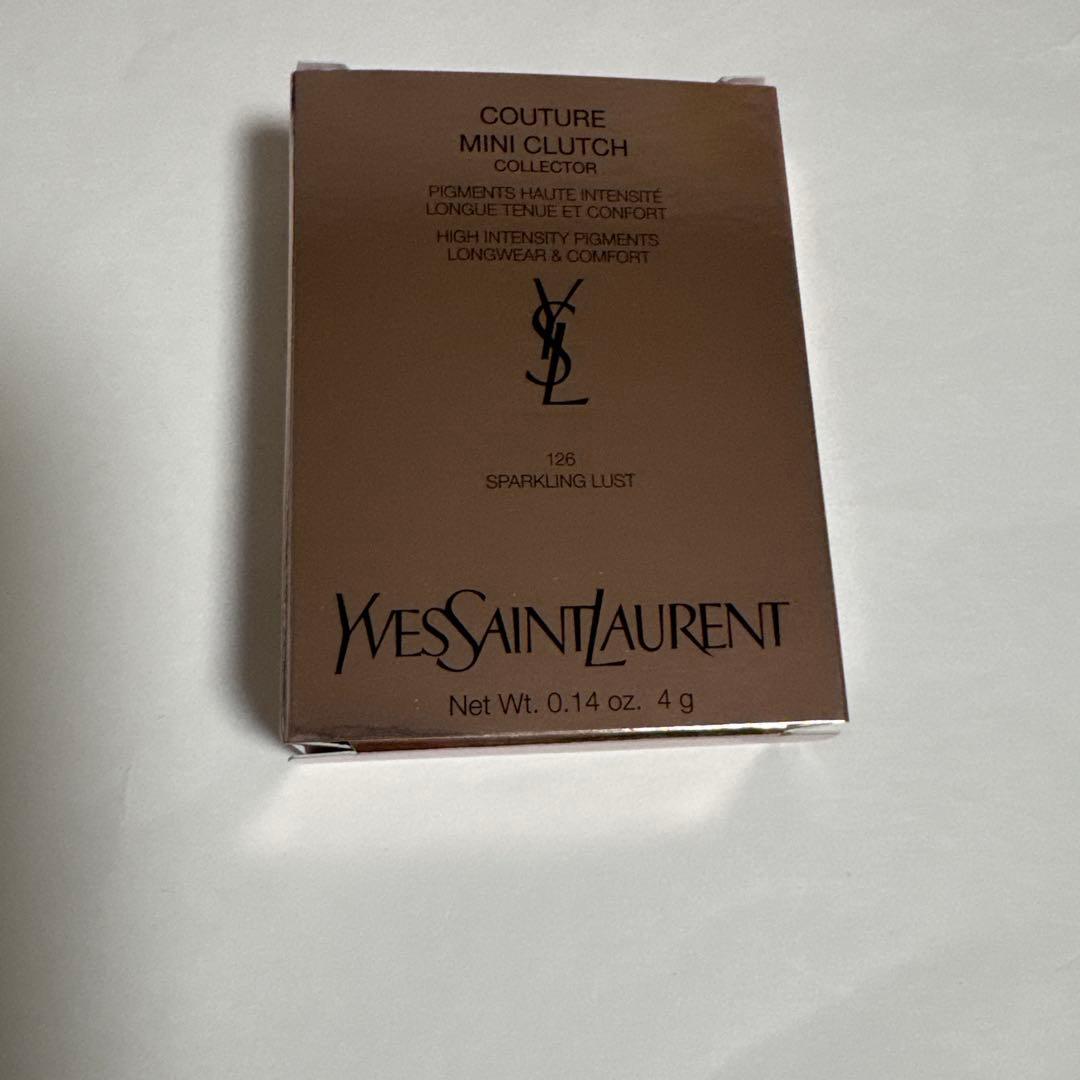 COUTURE
MINI CLUTCH
COLLECTOR
PIGMENTS HAUTE INTENSITÉ
LONGUE TENUE ET CONFORT
HIGH INTENSITY PIGMENTS
LONGWEAR & COMFORT
YSL
126
SPARKLING LUST
YVESSAINTLAURENT
Net Wt. 0.14 oz. 4 g